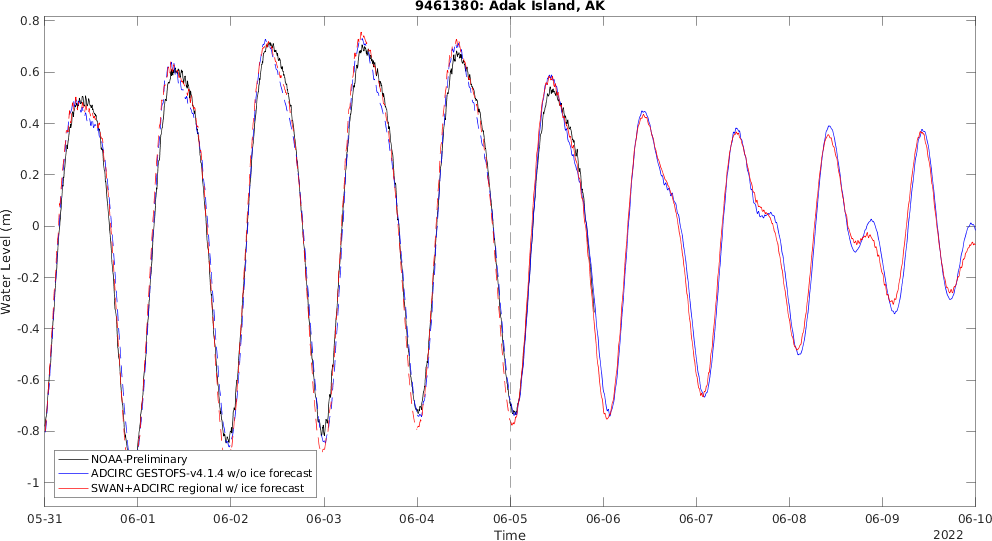 9461380: Adak Island, AK
0.8
0.6
0.4
0.2
0
-0.2
-0.4
-0.6
-0.8
-1
Water Level (m)
NOAA-Preliminary
ADCIRC GESTOFS-v4.1.4 w/o ice forecast
SWAN+ADCIRC regional w/ ice forecast
05-31 06-01 06-02 06-03 06-04 06-05 06-06 06-07 06-08 06-09 06-10
Time
2022